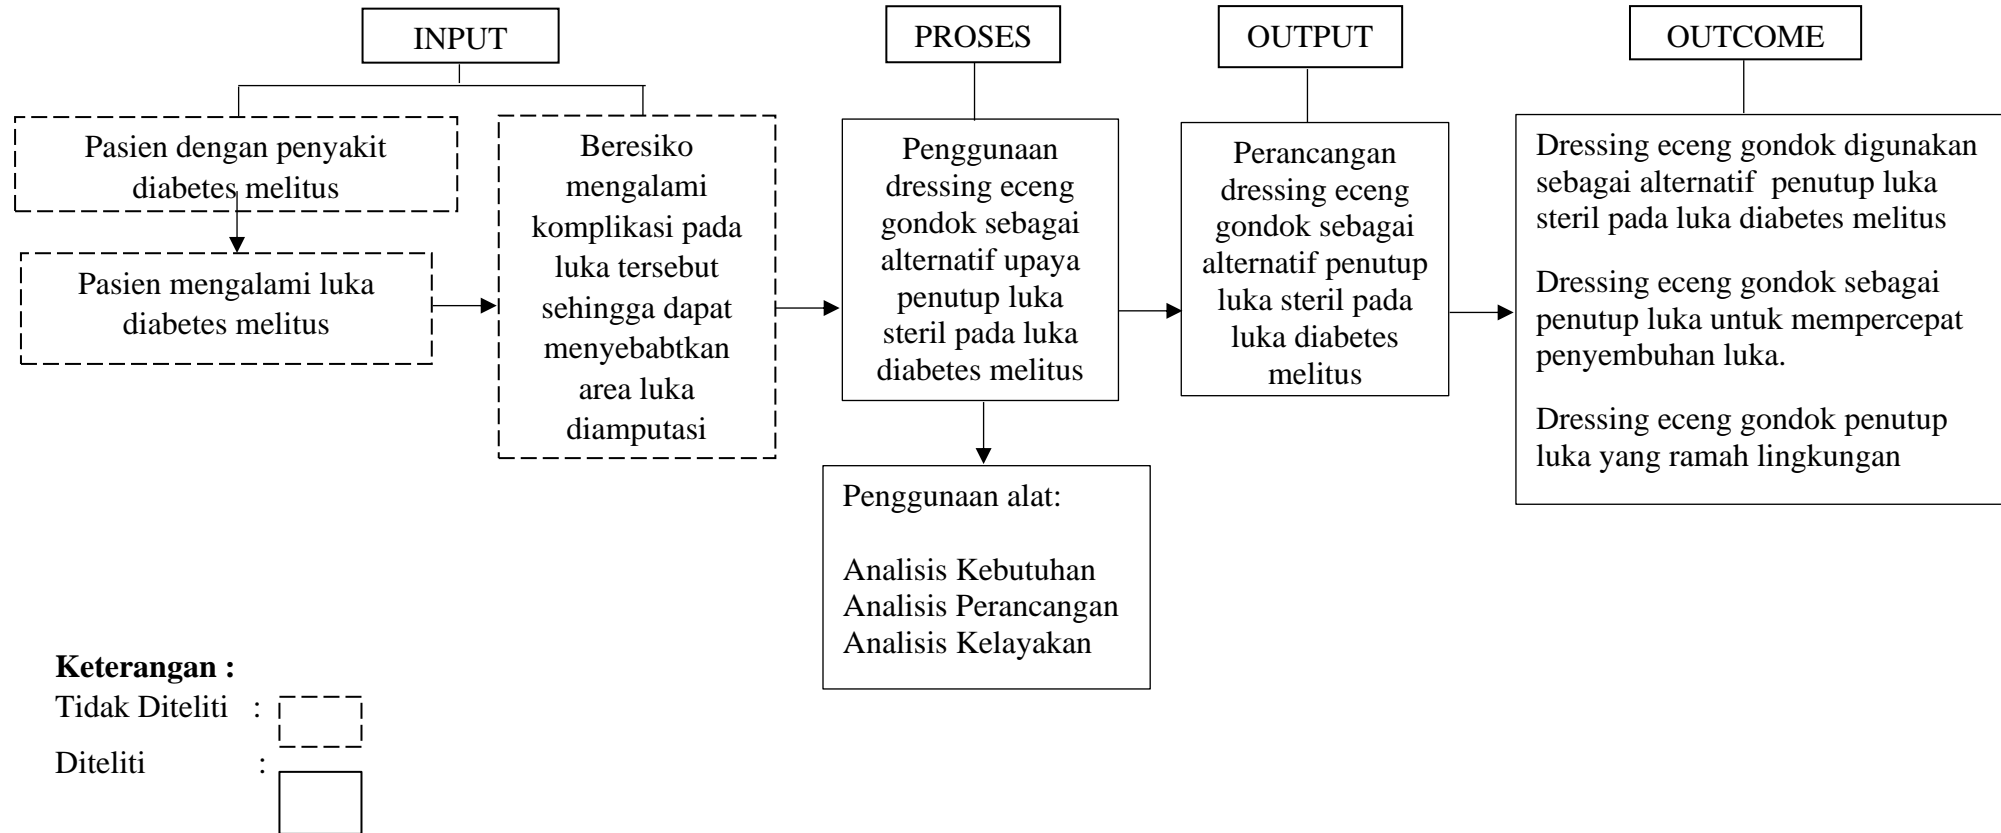 INPUT
PROSES
OUTPUT
OUTCOME
Pasien dengan penyakit
diabetes melitus
Pasien mengalami luka
diabetes melitus
Beresiko
mengalami
komplikasi pada
luka tersebut
sehingga dapat
menyebabtkan
area luka
diamputasi
Penggunaan
dressing eceng
gondok sebagai
alternatif upaya
penutup luka
steril pada luka
diabetes melitus
Penggunaan alat:
Analisis Kebutuhan
Analisis Perancangan
Analisis Kelayakan
Perancangan
dressing eceng
gondok sebagai
alternatif penutup
luka steril pada
luka diabetes
melitus
Dressing eceng gondok digunakan
sebagai alternatif penutup luka
steril pada luka diabetes melitus
Dressing eceng gondok sebagai
penutup luka untuk mempercepat
penyembuhan luka.
Dressing eceng gondok penutup
luka yang ramah lingkungan
Keterangan :
Tidak Diteliti :
Diteliti :